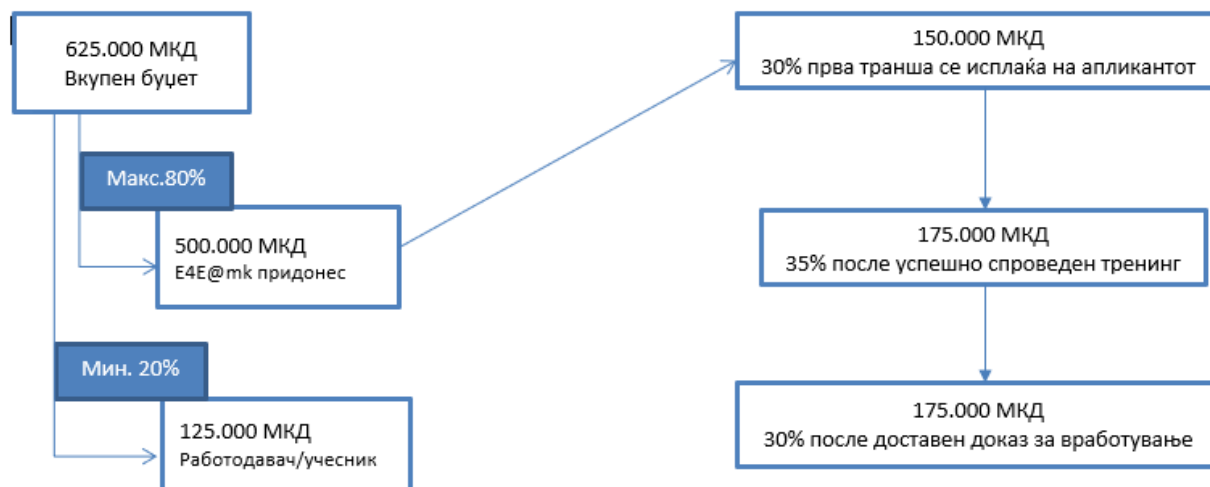 625.000 МКД
Вкупен буџет
Макс.80%
500.000 МКД
E4E@mk придонес
Мин. 20%
125.000 МКД
Работодавач/учесник
150.000 МКД
30% прва транша се исплаќа на апликантот
175.000 МКД
35% после успешно спроведен тренинг
175.000 МКД
30% после доставен доказ за вработување